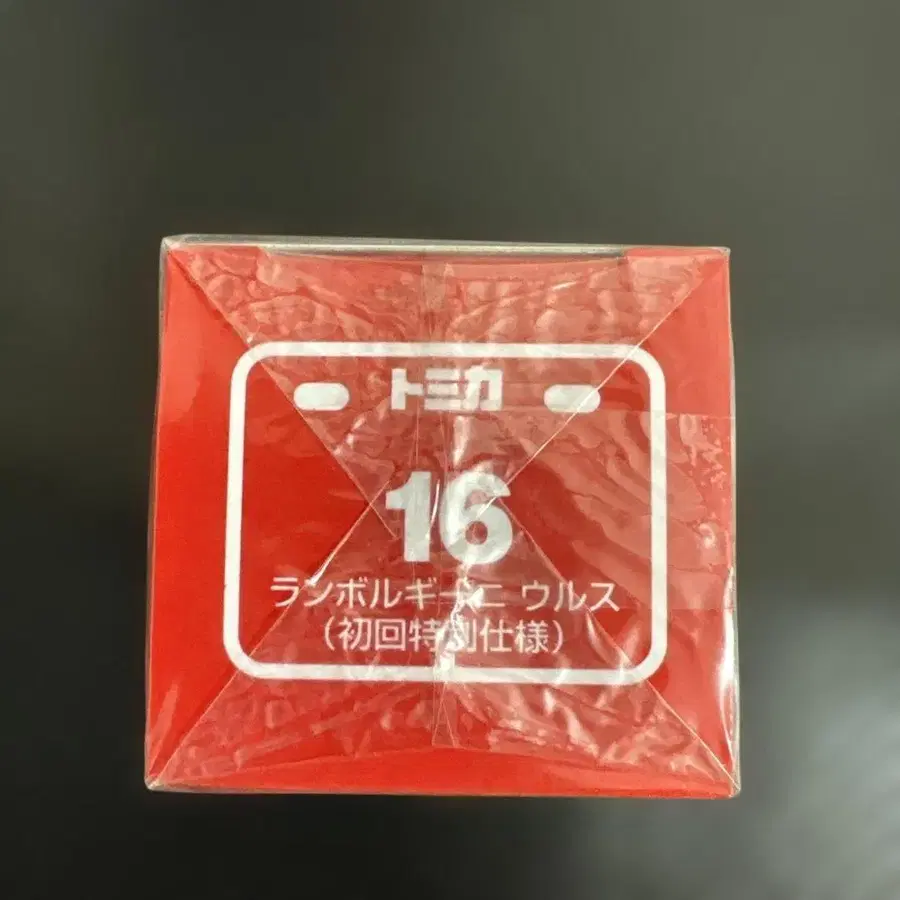 トミカ
16
ランボルギーニ ウルス
(初回特別仕様)